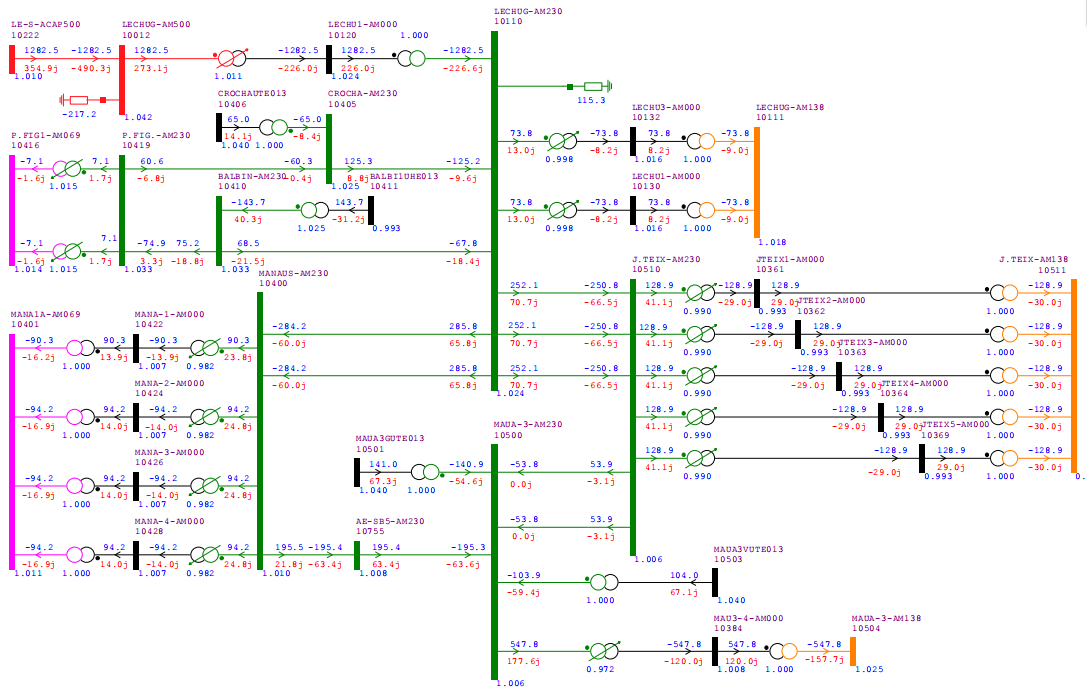 LE-S-ACAP500
10222
1282.5 -1282.5
354.9j -490.3j
1.010
LECHUG-AM500
10012
1282.5
273.1j
1.011
-1282.5
-226.0j
-217.2
1.042
LECHU1-AM000
10120
1282.5
226.0j
1.024
1.000
-1282.5
-226.6j
LECHUG-AM230
10110
115.3
CROCHAUTE013
10406
65.0 -65.0
14.1j -8.4j
1.040 1.000
CROCHA-AM230
10405
-60.3 125.3 -125.2
-0.4j 8.8j -9.6j
1.025
P.FIG1-AM069
10416
-7.1 7.1
-1.6j 1.7j
1.015
P.FIG.-AM230
10419
60.6
-6.8j
-7.1 7.1
-1.6j 1.7j
1.014 1.015
-74.9 75.2
3.3j -18.8j
1.033
BALBIN-AM230
10410
-143.7
40.3j
68.5 -67.8
-21.5j -18.4j
1.033
BALBI1UHE013
10411
143.7
-31.2j
1.025
0.993
73.8 -73.8
13.0j -8.2j
0.998
LECHU3-AM000
10132
73.8 -73.8
8.2j -9.0j
1.016 1.000
LECHUG-AM138
10111
73.8 -73.8
13.0j -8.2j
0.998
LECHU1-AM000
10130
73.8 -73.8
8.2j -9.0j
1.016 1.000
1.018
MANAUS-AM230
10400
-284.2 285.8
-60.0j 65.8j
-284.2 285.8
-60.0j 65.8j
252.1 -250.8
70.7j -66.5j
252.1 -250.8
70.7j -66.5j
252.1 -250.8
70.7j -66.5j
1.024
J.TEIX-AM230
10510
128.9 -128.9
41.1j -29.0j
0.990
JTEIX1-AM000
10361
128.9
29.0j
0.993
J.TEIX-AM138
10511
-128.9
-30.0j
1.000
128.9 -128.9
41.1j -29.0j
0.990
JTEIX2-AM000
10362
128.9
29.0j
0.993
-128.9
-30.0j
1.000
128.9 -128.9
41.1j -29.0j
0.990
JTEIX3-AM000
10363
128.9
29.0j
0.993
-128.9
-30.0j
1.000
128.9 -128.9
41.1j -29.0j
0.990
JTEIX4-AM000
10364
128.9
29.0j
0.993
-128.9
-30.0j
1.000
128.9 -128.9
41.1j -29.0j
0.990
JTEIX5-AM000
10369
128.9
29.0j
0.993
-128.9
-30.0j
1.000
0.
MANA1A-AM069
10401
-90.3 90.3
-16.2j 13.9j
1.000
MANA-1-AM000
10422
-90.3 90.3
-13.9j 23.8j
1.007 0.982
-94.2 94.2
-16.9j 14.0j
1.000
MANA-2-AM000
10424
-94.2 94.2
-14.0j 24.8j
1.007 0.982
-94.2 94.2
-16.9j 14.0j
1.000
MANA-3-AM000
10426
-94.2 94.2
-14.0j 24.8j
1.007 0.982
-94.2 94.2
-16.9j 14.0j
1.011 1.000
MANA-4-AM000
10428
-94.2 94.2
-14.0j 24.8j
1.007 0.982
195.5 -195.4
21.8j -63.4j
1.010
AE-SB5-AM230
10755
195.4 -195.3
63.4j -63.6j
1.008
MAUA3GUTE013
10501
141.0 -140.9
67.3j -54.6j
1.040 1.000
MAUA-3-AM230
10500
-53.8 53.9
0.0j -3.1j
-53.8 53.9
0.0j -3.1j
1.006
-103.9 104.0
-59.4j 67.1j
1.000
MAUA3VUTE013
10503
1.040
547.8 -547.8
177.6j -120.0j
0.972
1.006
MAU3-4-AM000
10384
547.8 -547.8
120.0j -157.7j
1.008 1.000
MAUA-3-AM138
10504
1.025